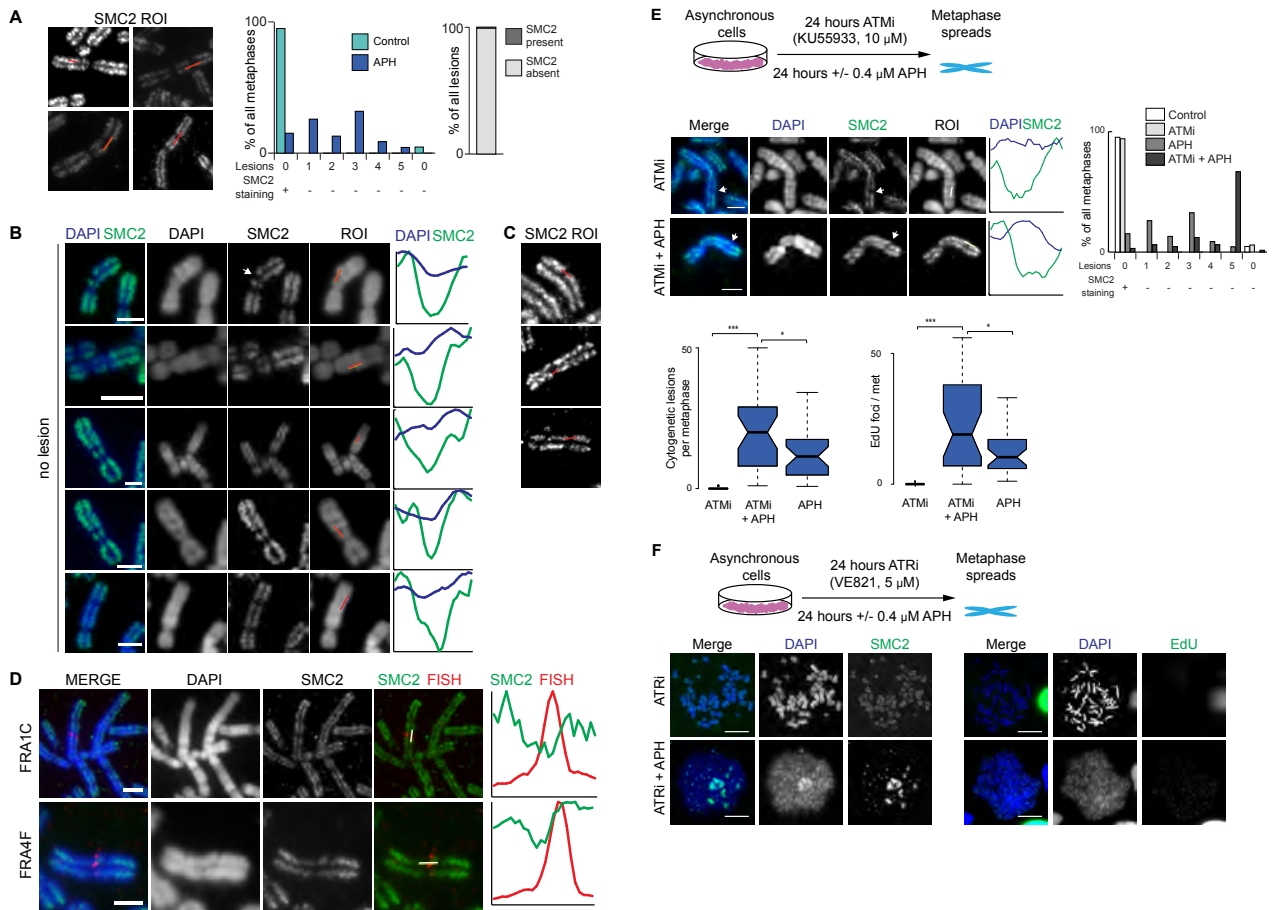 A
SMC2 ROI
100
% of all metaphases
0
Control
APH
Lesions 0 1 2 3 4 5 0
SMC2
staining + - - - - - -
100
% of all lesions
0
SMC2
present
SMC2
absent
B
DAPI SMC2 DAPI SMC2 ROI DAPI SMC2
no lesion
C
SMC2 ROI
D
MERGE DAPI SMC2 SMC2 FISH SMC2 FISH
FRA1C
FRA4F
E
Asynchronous
cells
24 hours ATMi
(KU55933, 10 μM)
24 hours +/- 0.4 μM APH
Metaphase
spreads
Merge DAPI SMC2 ROI DAPISMC2
ATMi
ATMi + APH
Control
ATMi
APH
ATMi + APH
100
% of all metaphases
0
Lesions 0 1 2 3 4 5 0
SMC2
staining + - - - - - -
*** *
50
Cytogenetic lesions
per metaphase
0
ATMi ATMi
+ APH APH
*** *
50
EdU foci / met
0
ATMi ATMi
+ APH APH
F
Asynchronous
cells
24 hours ATRi
(VE821, 5 μM)
24 hours +/- 0.4 μM APH
Metaphase
spreads
Merge DAPI SMC2 Merge DAPI EdU
ATRi
ATRi + APH